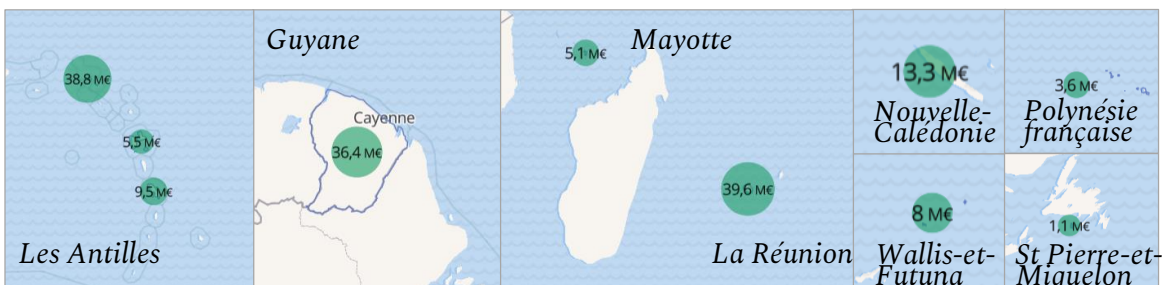 38,8 M€
5,5 M€
9,5 M€
Les Antilles
Guyane
Cayenne
36,4 M€
5,1 M€
Mayotte
39,6 M€
La Réunion
13,3 M€
Nouvelle-
Calédonie
3,6 M€
Polynésie
française
8 M€
Wallis-et-
Futuna
1,1 M€
St Pierre-et-
Miquelon